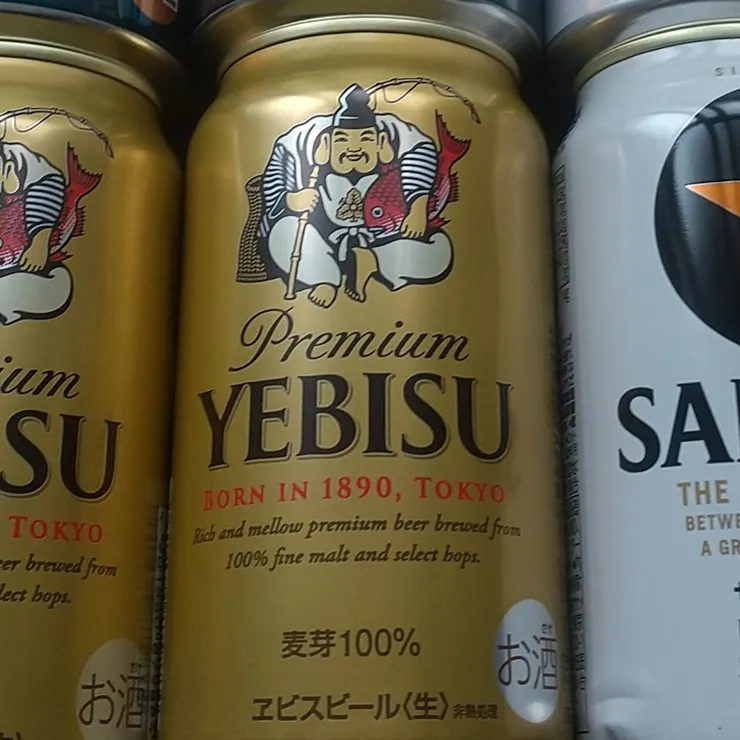 Premium
YEBISU
BORN IN 1890, TOKYO
Rich and mellow premium beer brewed from
100% fine malt and select hops.
麦芽100%
お酒
ヱビスビール〈生〉非熱処理
ium
SU
TOKYO
eer brewed from
lect hops.
お酒
SA
THE
BETWE
A GR